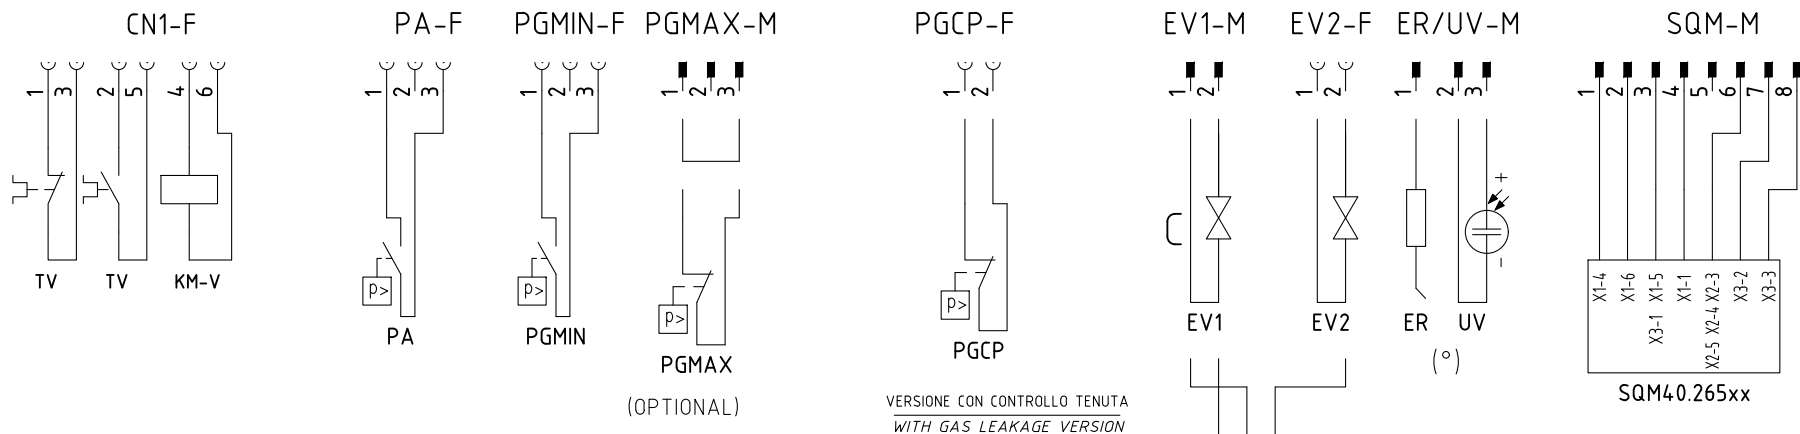 CN1-F PA-F PGMIN-F PGMAX-M PGCP-F EV1-M EV2-F ER/UV-M SQM-M
1 3 2 5 4 6 1 2 3 1 2 3 1 2 3 1 2 1 2 1 2 1 2 3 1 2 3 4 5 6 7 8
+
-
TV TV KM-V
p> p> p> p>
X1-4 X1-6 X3-1 X1-5 X1-1 X2-5 X2-4 X2-3 X3-2 X3-3
PA PGMIN PGMAX PGCP EV1 EV2 ER UV
(°)
(OPTIONAL)
SQM40.265xx
VERSIONE CON CONTROLLO TENUTA
WITH GAS LEAKAGE VERSION